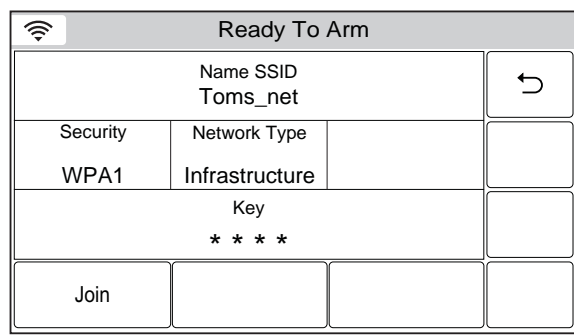 Ready To Arm
Name SSID
Toms_net
Security
Network Type
WPA1
Infrastructure
Key
* * * *
Join